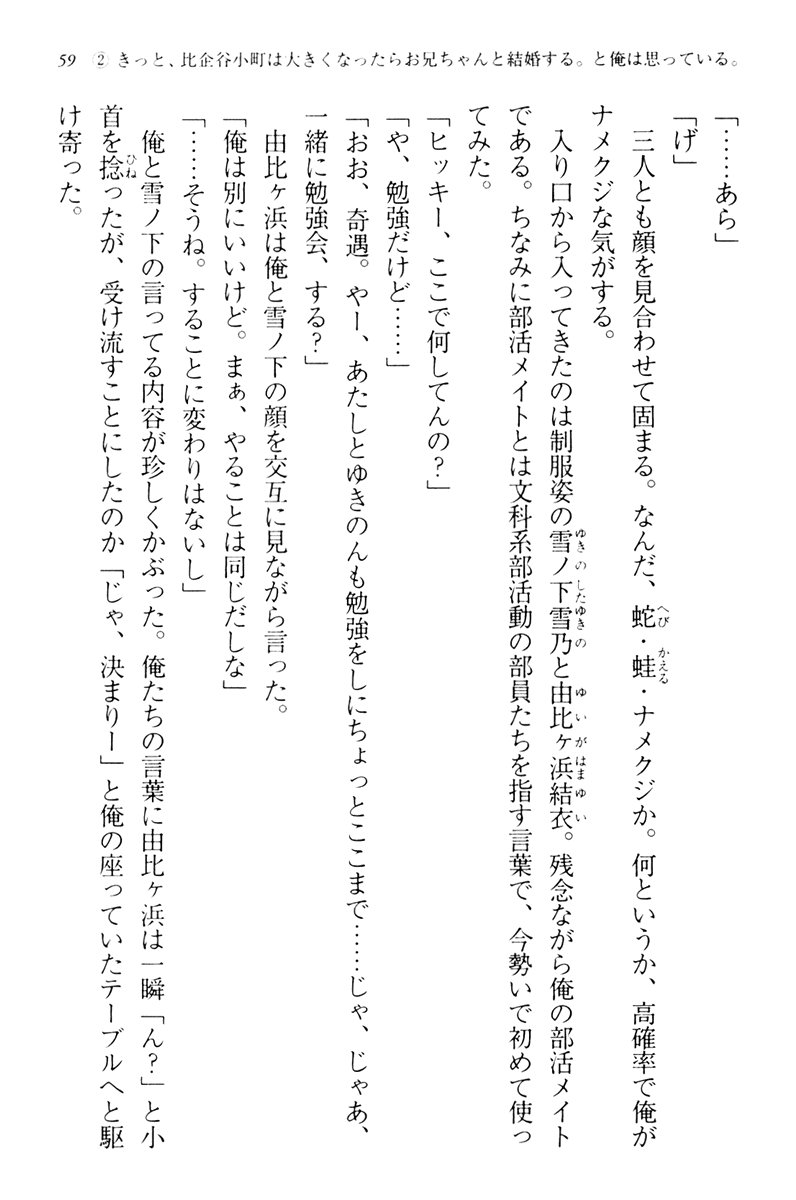 59 ② きっと、比企谷小町は大きくなったらお兄ちゃんと結婚する。と俺は思っている。
「……あら」
「げ」
　三人とも顔を見合わせて固まる。なんだ、蛇・蛙・ナメクジか。何というか、高確率で俺が
ナメクジな気がする。
　入り口から入ってきたのは制服姿の雪ノ下雪乃と由比ヶ浜結衣。残念ながら俺の部活メイト
である。ちなみに部活メイトとは文科系部活動の部員たちを指す言葉で、今勢いで初めて使っ
てみた。
「ヒッキー、ここで何してんの？」
「や、勉強だけど……」
「おお、奇遇。やー、あたしとゆきのんも勉強をしにちょっとここまで……じゃ、じゃあ、
一緒に勉強会、する？」
　由比ヶ浜は俺と雪ノ下の顔を交互に見ながら言った。
「俺は別にいいけど。まぁ、やることは同じだしな」
「……そうね。することに変わりはないし」
　俺と雪ノ下の言ってる内容が珍しくかぶった。俺たちの言葉に由比ヶ浜は一瞬「ん？」と小
首を捻ったが、受け流すことにしたのか「じゃ、決まりー」と俺の座っていたテーブルへと駆
け寄った。